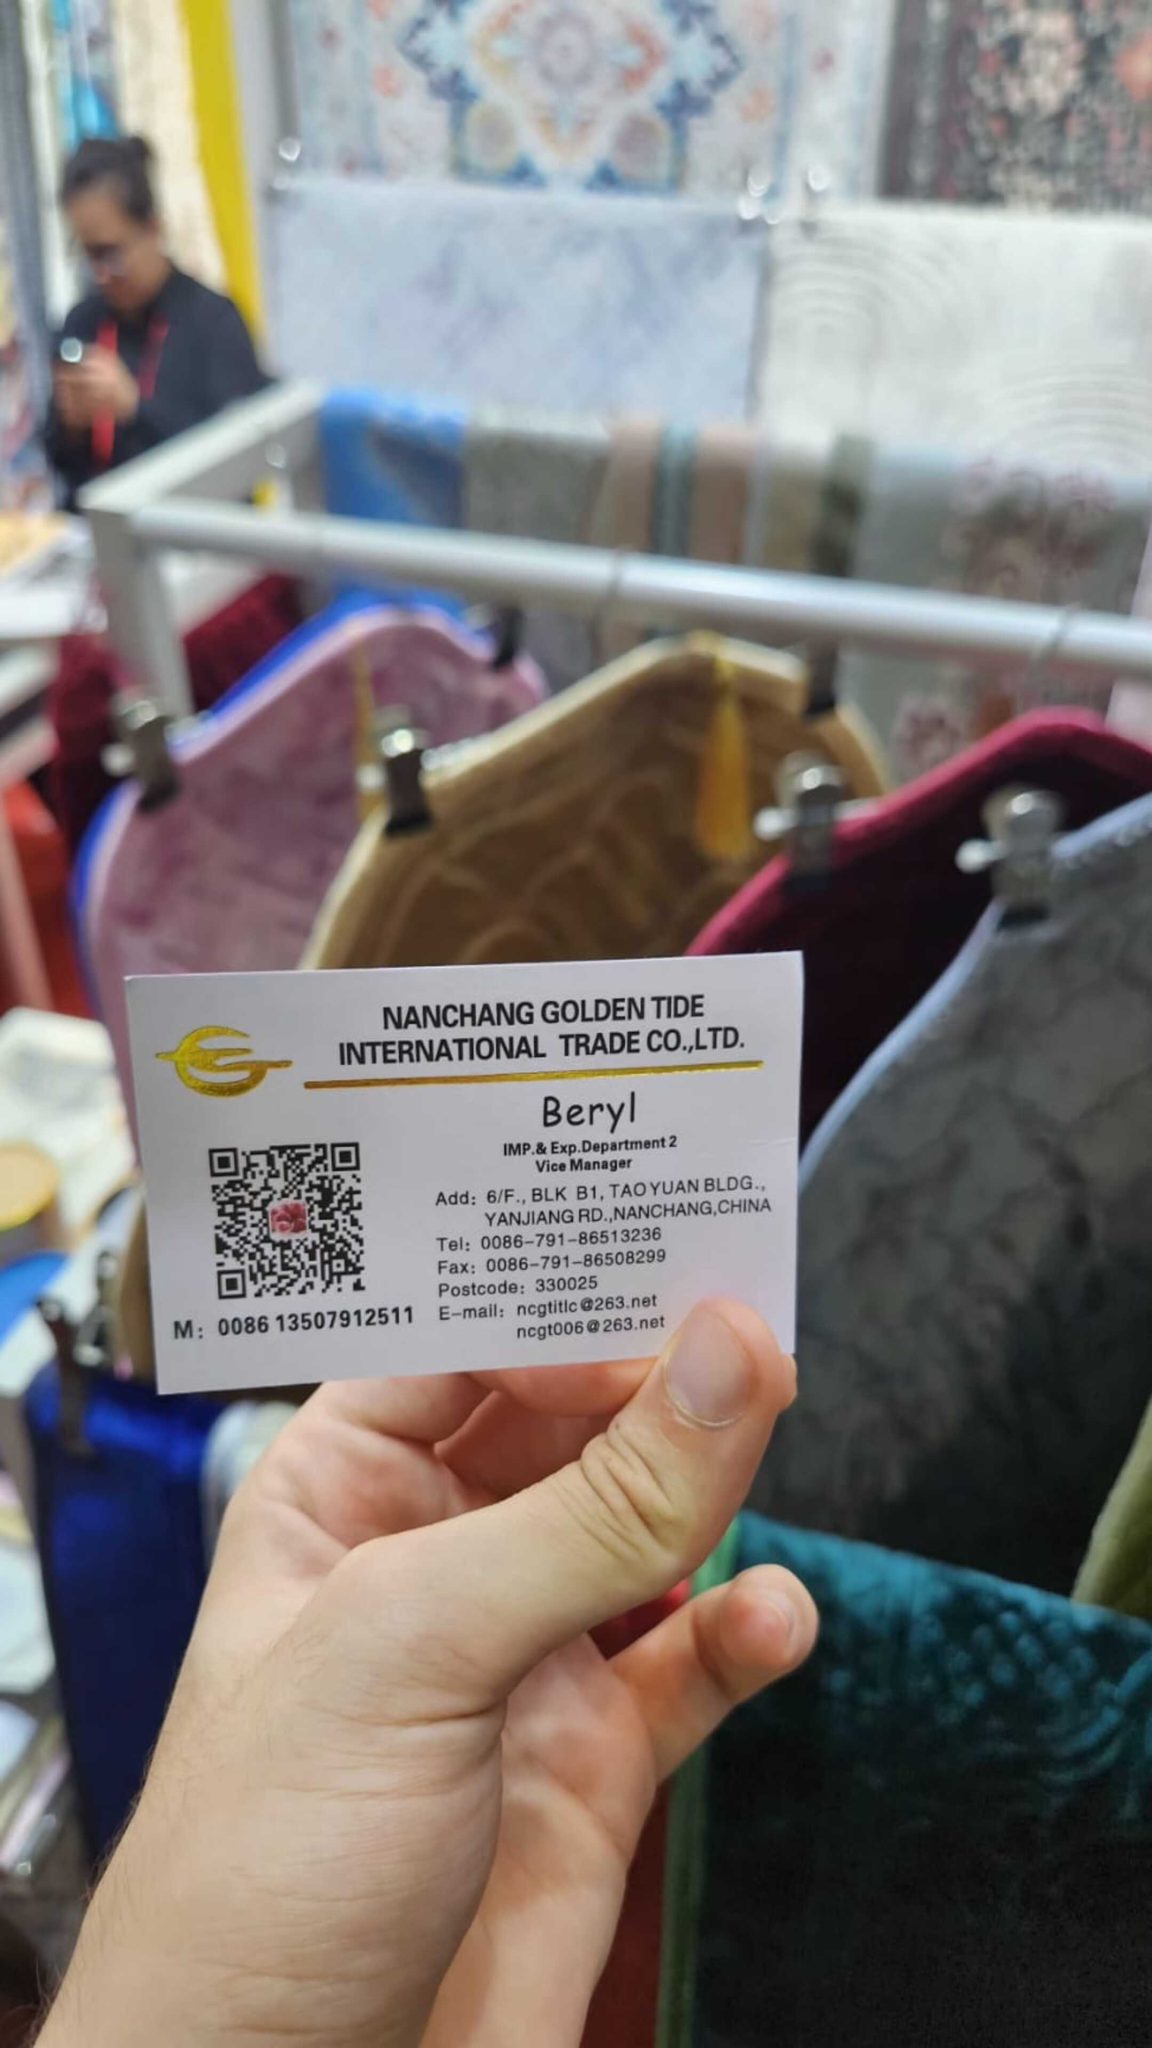 NANCHANG GOLDEN TIDE
INTERNATIONAL TRADE CO.,LTD.
Beryl
IMP.& Exp.Department 2
Vice Manager
Add: 6/F., BLK B1, TAOYUAN BLDG.,
YANJIANG RD.,NANCHANG,CHINA
Tel: 0086-791-86513236
Fax: 0086-791-86508299
Postcode: 330025
E-mail: ncgtitlc@263.net
ncgt006@263.net
M: 0086 13507912511